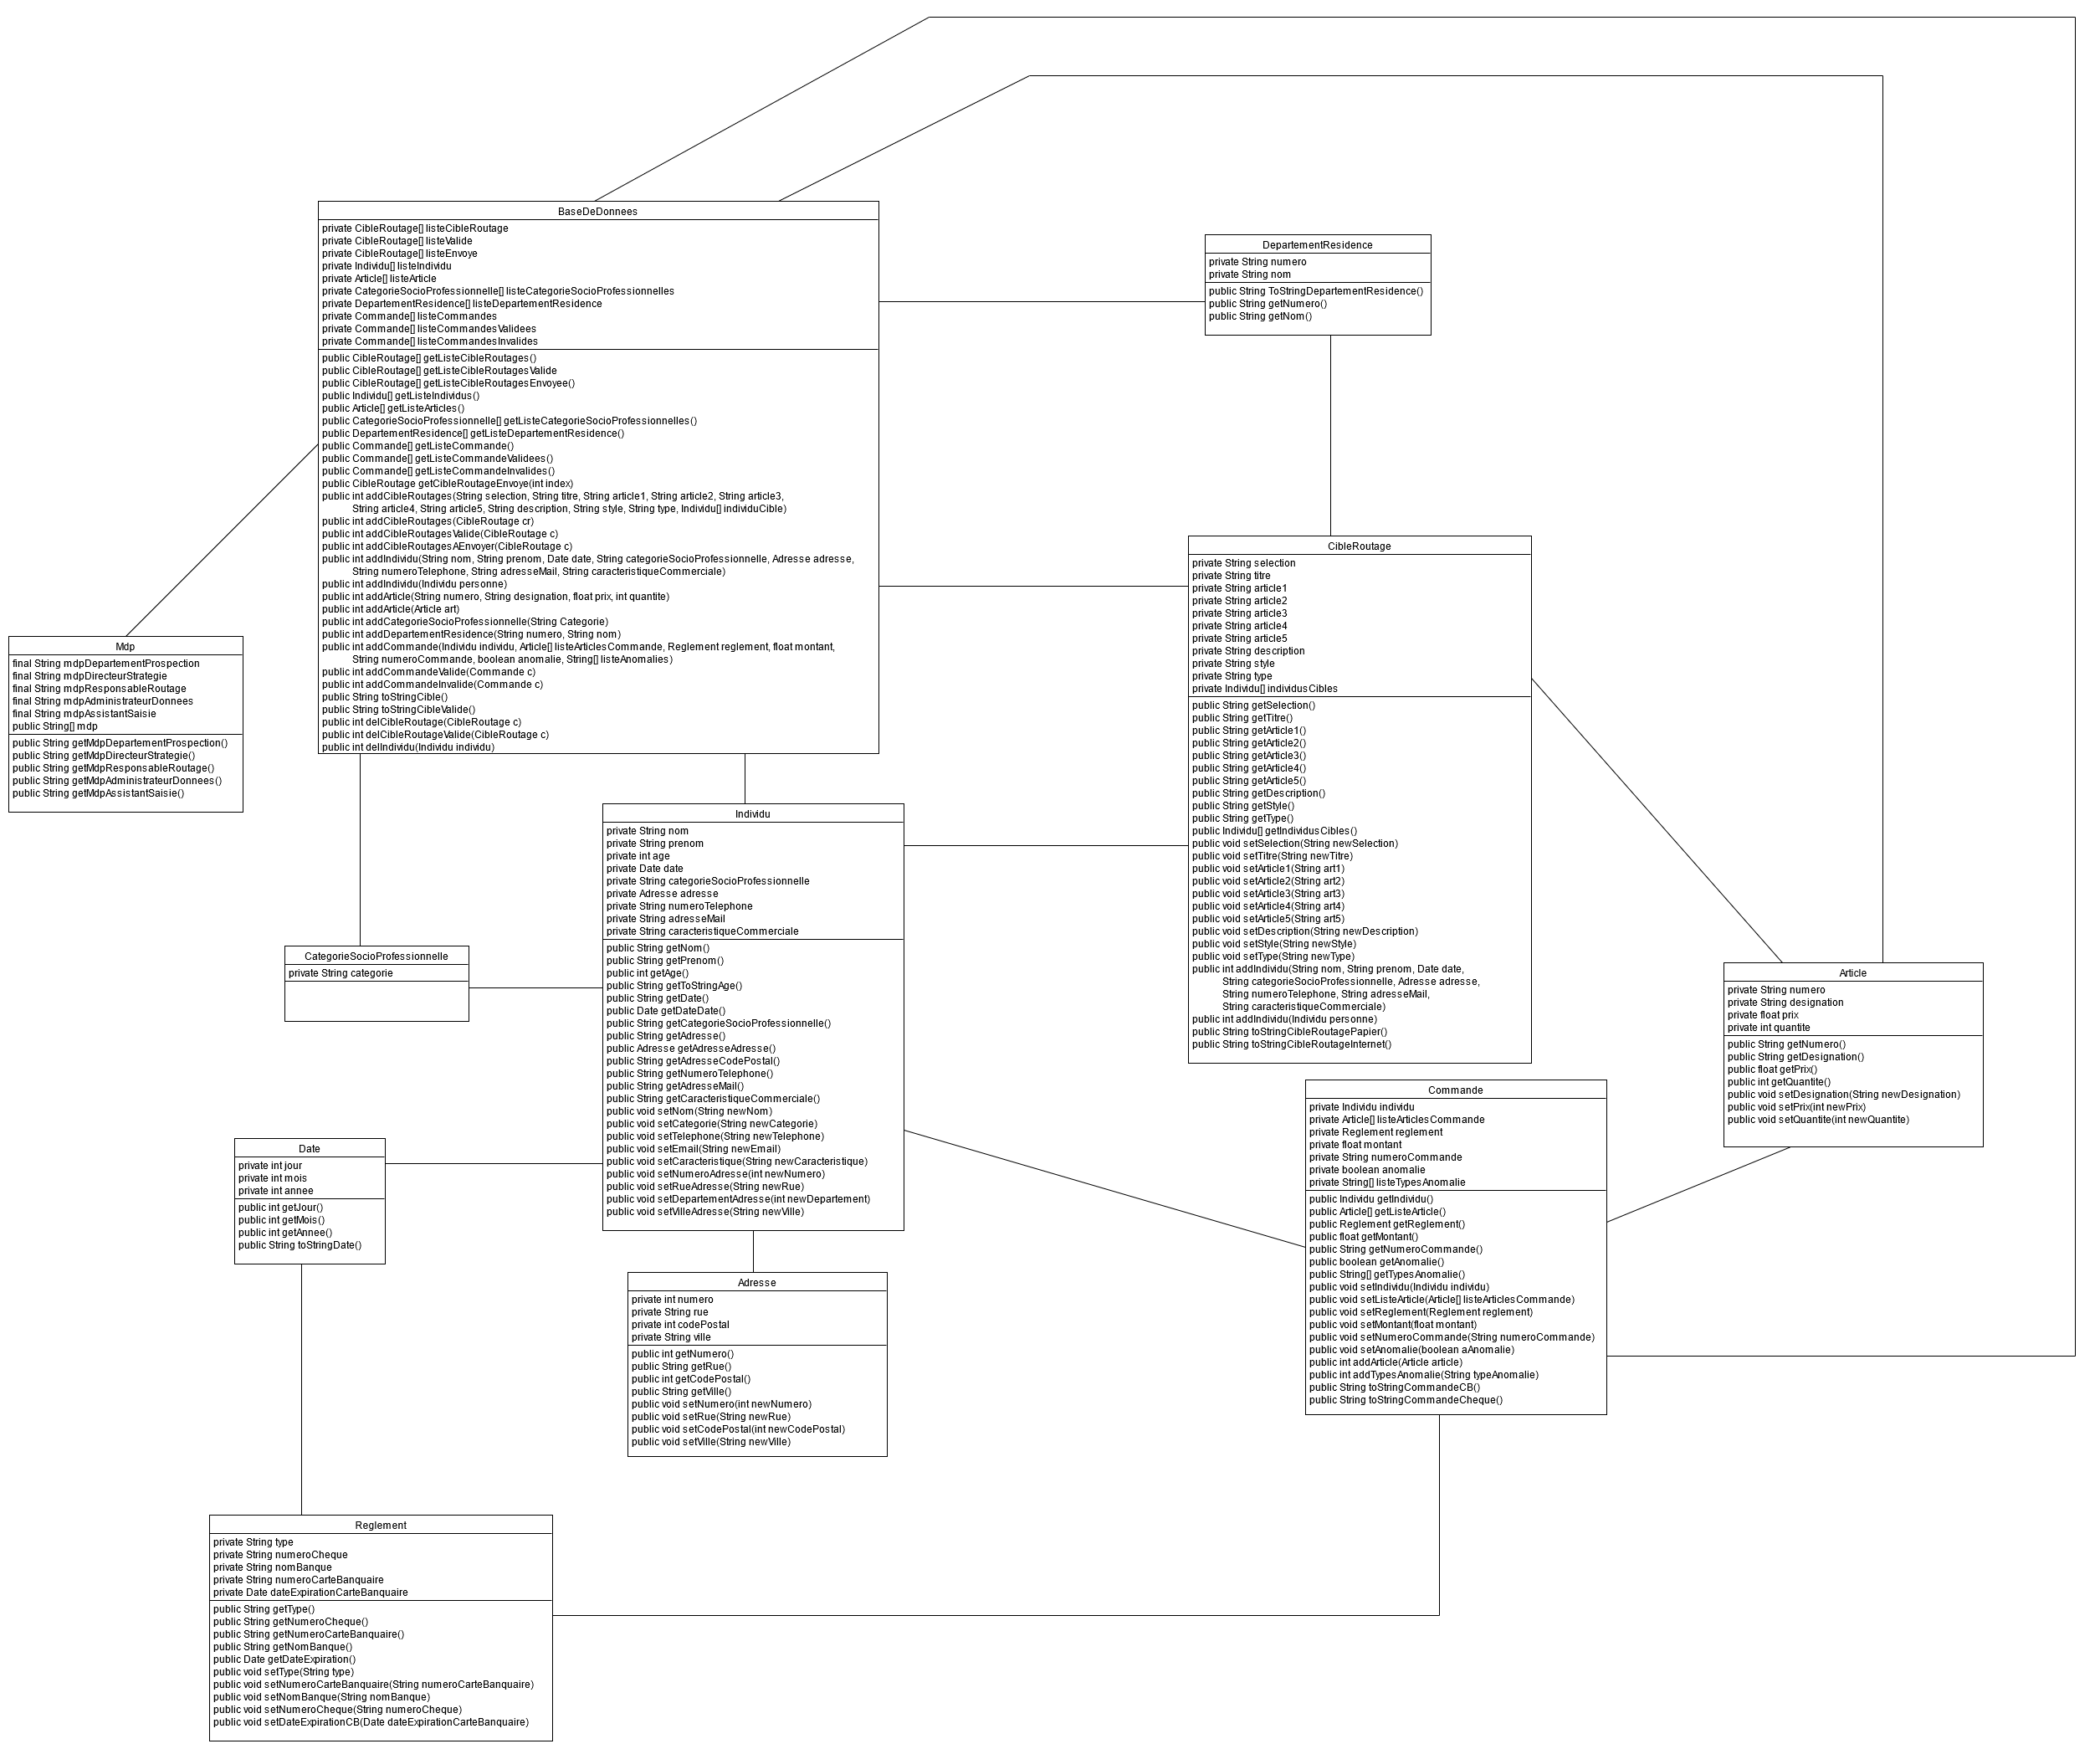 BaseDeDonnees
private CibleRoutage[] listeCibleRoutage
private CibleRoutage[] listeValide
private CibleRoutage[] listeEnvoye
private Individu[] listeIndividu
private Article[] listeArticle
private CategorieSocioProfessionnelle[] listeCategorieSocioProfessionnelles
private DepartementResidence[] listeDepartementResidence
private Commande[] listeCommandes
private Commande[] listeCommandesValidees
private Commande[] listeCommandesInvalides
public CibleRoutage[] getListeCibleRoutages()
public CibleRoutage[] getListeCibleRoutagesValide
public CibleRoutage[] getListeCibleRoutagesEnvoyee()
public Individu[] getListeIndividus()
public Article[] getListeArticles()
public CategorieSocioProfessionnelle[] getListeCategorieSocioProfessionnelles()
public DepartementResidence[] getListeDepartementResidence()
public Commande[] getListeCommande()
public Commande[] getListeCommandeValidees()
public Commande[] getListeCommandeInvalides()
public CibleRoutage getCibleRoutageEnvoye(int index)
public int addCibleRoutages(String selection, String titre, String article1, String article2, String article3,
String article4, String article5, String description, String style, String type, Individu[] individuCible)
public int addCibleRoutages(CibleRoutage cr)
public int addCibleRoutagesValide(CibleRoutage c)
public int addCibleRoutagesAEnvoyer(CibleRoutage c)
public int addIndividu(String nom, String prenom, Date date, String categorieSocioProfessionnelle, Adresse adresse,
String numeroTelephone, String adresseMail, String caracteristiqueCommerciale)
public int addIndividu(Individu personne)
public int addArticle(String numero, String designation, float prix, int quantite)
public int addArticle(Article art)
public int addCategorieSocioProfessionnelle(String Categorie)
public int addDepartementResidence(String numero, String nom)
public int addCommande(Individu individu, Article[] listeArticlesCommande, Reglement reglement, float montant,
String numeroCommande, boolean anomalie, String[] listeAnomalies)
public int addCommandeValide(Commande c)
public int addCommandeInvalide(Commande c)
public String toStringCible()
public String toStringCibleValide()
public int delCibleRoutage(CibleRoutage c)
public int delCibleRoutageValide(CibleRoutage c)
public int delIndividu(Individu individu)
DepartementResidence
private String numero
private String nom
public String ToStringDepartementResidence()
public String getNumero()
public String getNom()
Mdp
final String mdpDepartementProspection
final String mdpDirecteurStrategie
final String mdpResponsableRoutage
final String mdpAdministrateurDonnees
final String mdpAssistantSaisie
public String[] mdp
public String getMdpDepartementProspection()
public String getMdpDirecteurStrategie()
public String getMdpResponsableRoutage()
public String getMdpAdministrateurDonnees()
public String getMdpAssistantSaisie()
CibleRoutage
private String selection
private String titre
private String article1
private String article2
private String article3
private String article4
private String article5
private String description
private String style
private String type
private Individu[] individusCibles
public String getSelection()
public String getTitre()
public String getArticle1()
public String getArticle2()
public String getArticle3()
public String getArticle4()
public String getArticle5()
public String getDescription()
public String getStyle()
public String getType()
public Individu[] getIndividusCibles()
public void setSelection(String newSelection)
public void setTitre(String newTitre)
public void setArticle1(String art1)
public void setArticle2(String art2)
public void setArticle3(String art3)
public void setArticle4(String art4)
public void setArticle5(String art5)
public void setDescription(String newDescription)
public void setStyle(String newStyle)
public void setType(String newType)
public int addIndividu(String nom, String prenom, Date date,
String categorieSocioProfessionnelle, Adresse adresse,
String numeroTelephone, String adresseMail,
String caracteristiqueCommerciale)
public int addIndividu(Individu personne)
public String toStringCibleRoutagePapier()
public String toStringCibleRoutageInternet()
Individu
private String nom
private String prenom
private int age
private Date date
private String categorieSocioProfessionnelle
private Adresse adresse
private String numeroTelephone
private String adresseMail
private String caracteristiqueCommerciale
public String getNom()
public String getPrenom()
public int getAge()
public String getToStringAge()
public String getDate()
public Date getDateDate()
public String getCategorieSocioProfessionnelle()
public String getAdresse()
public Adresse getAdresseAdresse()
public String getAdresseCodePostal()
public String getNumeroTelephone()
public String getAdresseMail()
public String getCaracteristiqueCommerciale()
public void setNom(String newNom)
public void setCategorie(String newCategorie)
public void setTelephone(String newTelephone)
public void setEmail(String newEmail)
public void setCaracteristique(String newCaracteristique)
public void setNumeroAdresse(int newNumero)
public void setRueAdresse(String newRue)
public void setDepartementAdresse(int newDepartement)
public void setVilleAdresse(String newVille)
CategorieSocioProfessionnelle
private String categorie
Article
private String numero
private String designation
private float prix
private int quantite
public String getNumero()
public String getDesignation()
public float getPrix()
public int getQuantite()
public void setDesignation(String newDesignation)
public void setPrix(int newPrix)
public void setQuantite(int newQuantite)
Commande
private Individu individu
private Article[] listeArticlesCommande
private Reglement reglement
private float montant
private String numeroCommande
private boolean anomalie
private String[] listeTypesAnomalie
public Individu getIndividu()
public Article[] getListeArticle()
public Reglement getReglement()
public float getMontant()
public String getNumeroCommande()
public boolean getAnomalie()
public String[] getTypesAnomalie()
public void setIndividu(Individu individu)
public void setListeArticle(Article[] listeArticlesCommande)
public void setReglement(Reglement reglement)
public void setMontant(float montant)
public void setNumeroCommande(String numeroCommande)
public void setAnomalie(boolean aAnomalie)
public int addArticle(Article article)
public int addTypesAnomalie(String typeAnomalie)
public String toStringCommandeCB()
public String toStringCommandeCheque()
Date
private int jour
private int mois
private int annee
public int getJour()
public int getMois()
public int getAnnee()
public String toStringDate()
Adresse
private int numero
private String rue
private int codePostal
private String ville
public int getNumero()
public String getRue()
public int getCodePostal()
public String getVille()
public void setNumero(int newNumero)
public void setRue(String newRue)
public void setCodePostal(int newCodePostal)
public void setVille(String newVille)
Reglement
private String type
private String numeroCheque
private String nomBanque
private String numeroCarteBanquaire
private Date dateExpirationCarteBanquaire
public String getType()
public String getNumeroCheque()
public String getNumeroCarteBanquaire()
public String getNomBanque()
public Date getDateExpiration()
public void setType(String type)
public void setNumeroCarteBanquaire(String numeroCarteBanquaire)
public void setNomBanque(String nomBanque)
public void setNumeroCheque(String numeroCheque)
public void setDateExpirationCB(Date dateExpirationCarteBanquaire)